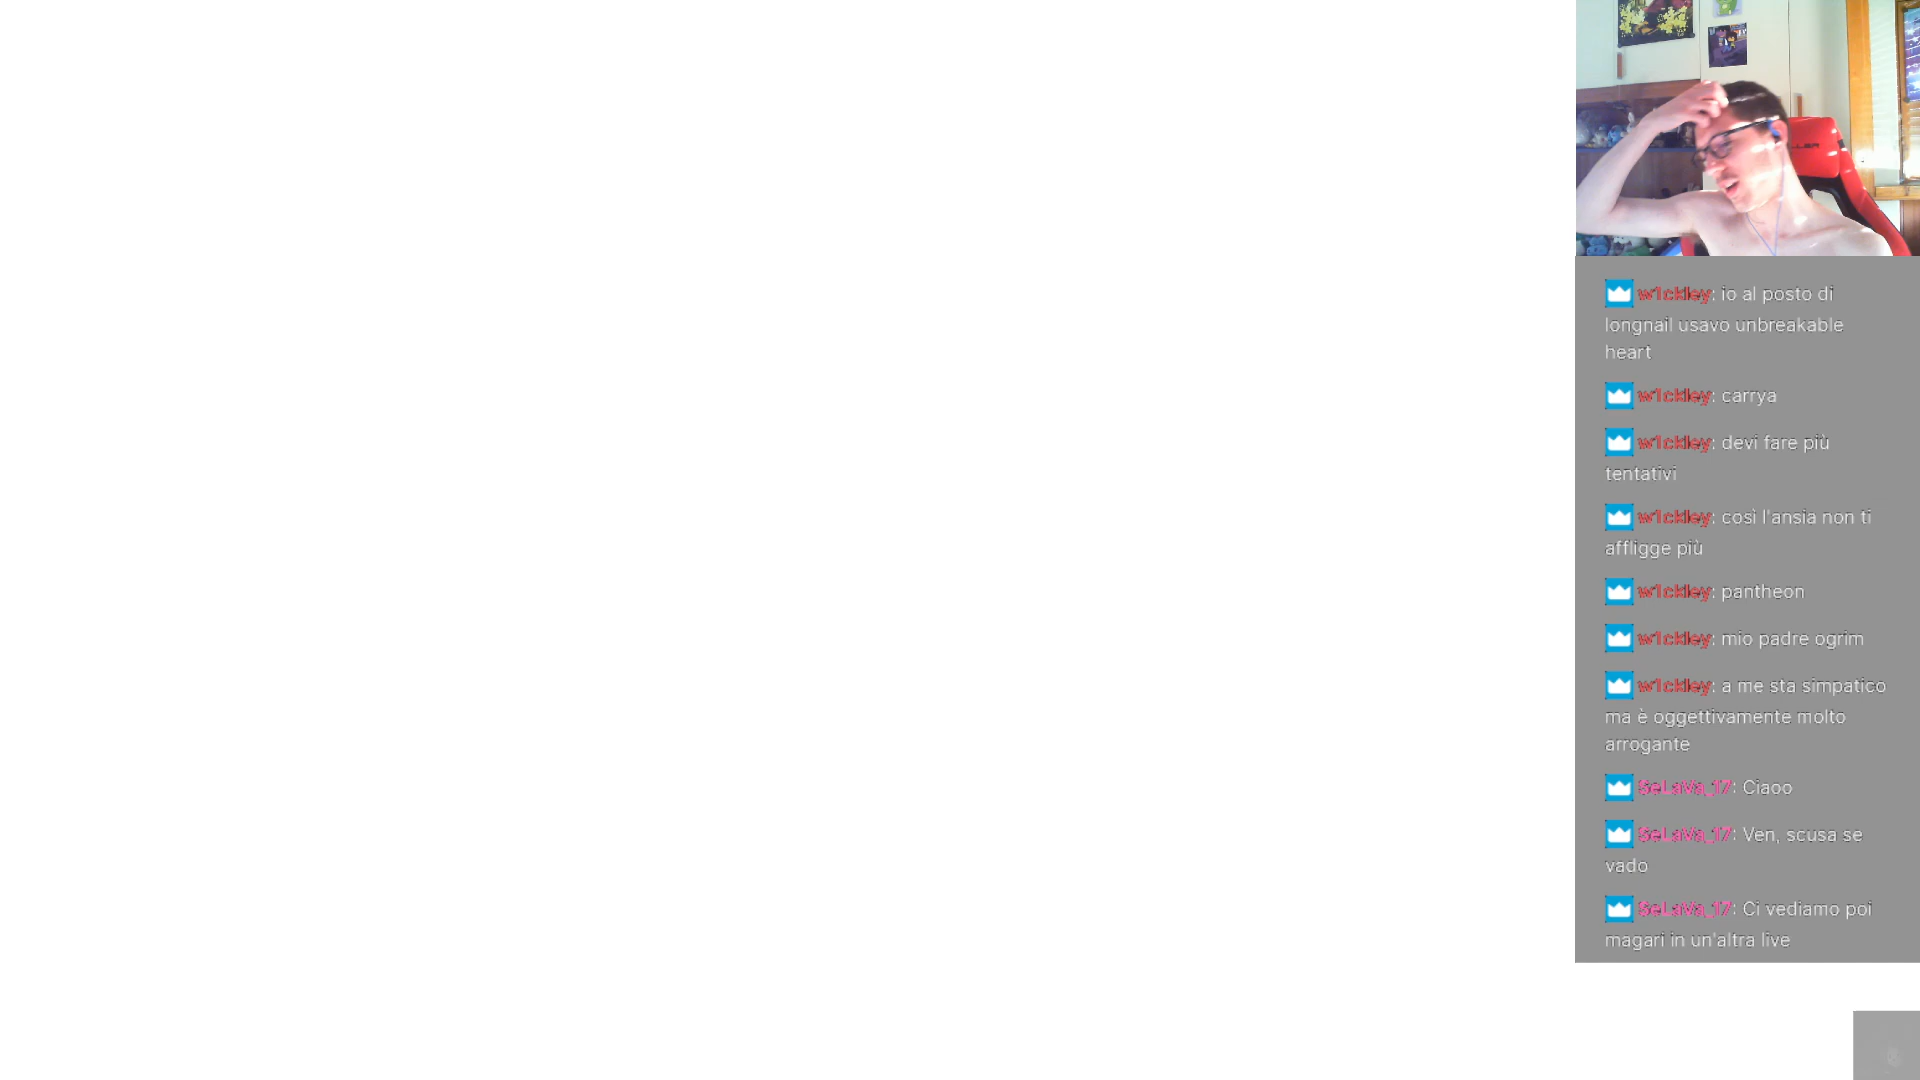 w1ckley: io al posto di
longnail usavo unbreakable
heart
w1ckley: carrya
w1ckley: devi fare più
tentativi
w1ckley: così l'ansia non ti
affligge più
w1ckley: pantheon
w1ckley: mio padre ogrim
w1ckley: a me sta simpatico
ma è oggettivamente molto
arrogante
SeLaVa_17: Ciaoo
SeLaVa_17: Ven, scusa se
vado
SeLaVa_17: Ci vediamo poi
magari in un'altra live